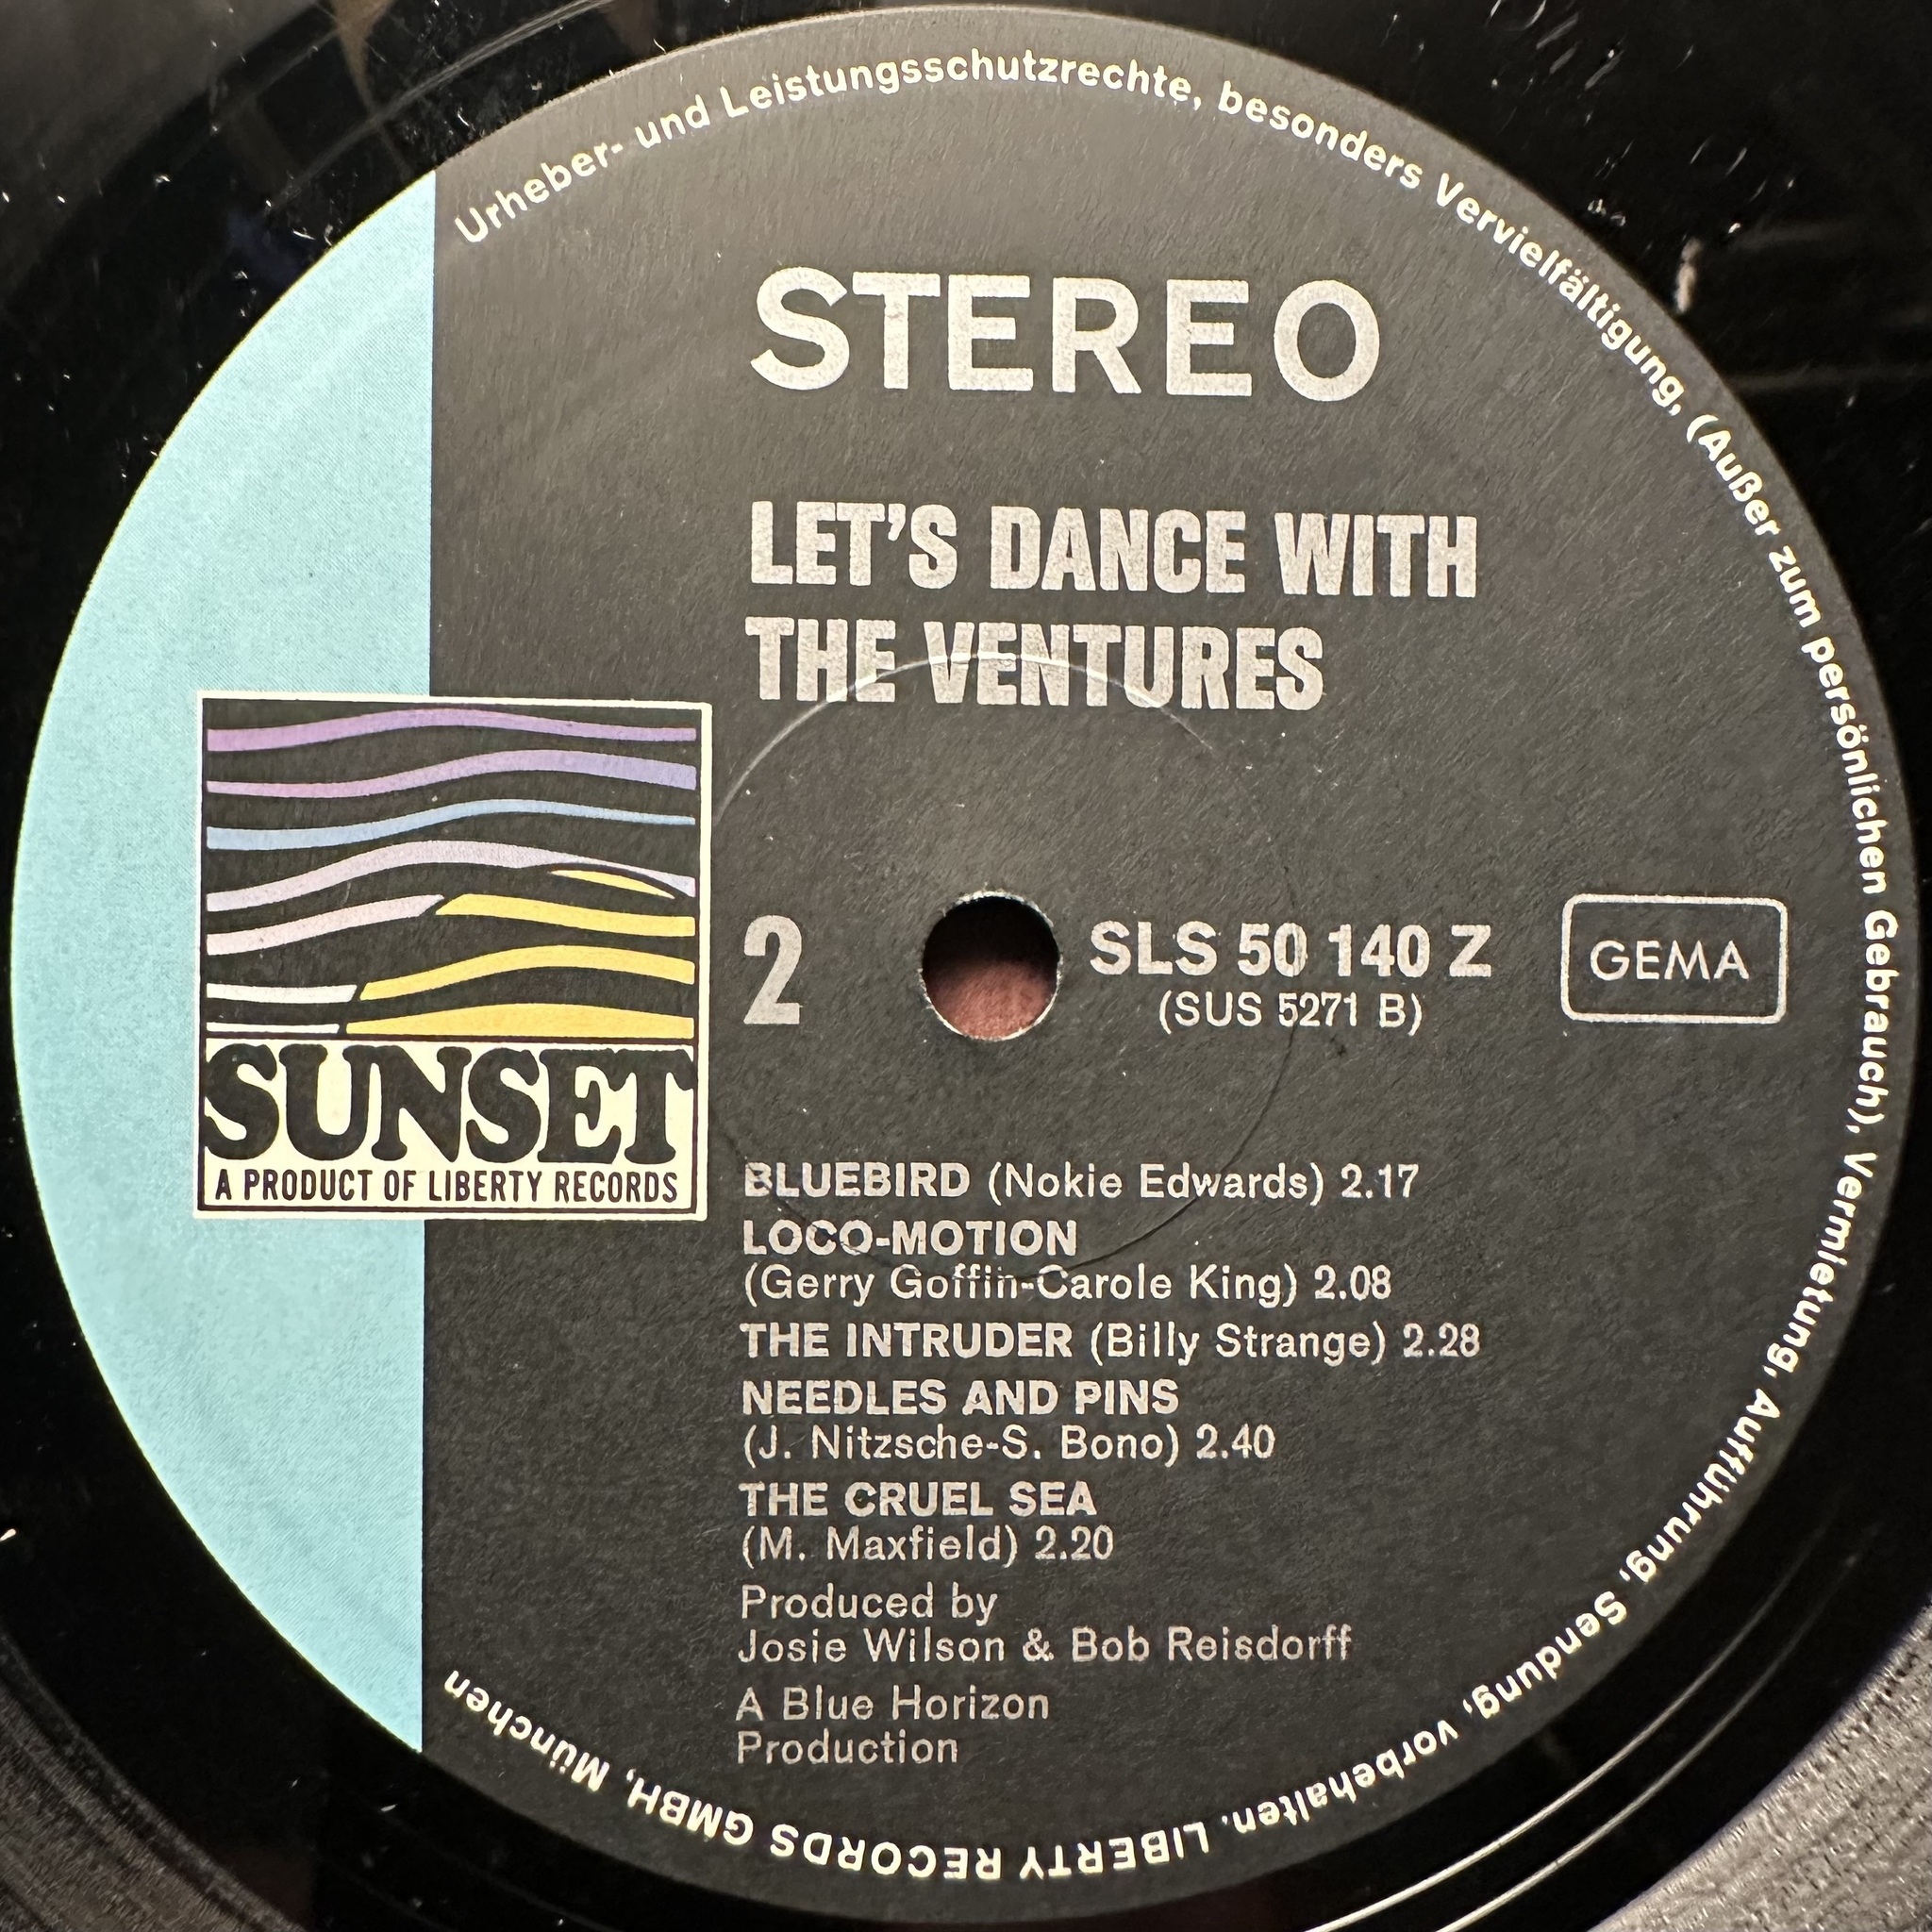 Urheber- und Leistungsschutzrechte, besonders Vervielfältigung, (Außer zum persönlichen Gebrauch), Vermietung, Aufführung, Sendung, vorbehalten. LIBERTY RECORDS GMBH, München
STEREO
LET'S DANCE WITH
THE VENTURES
SUNSET
A PRODUCT OF LIBERTY RECORDS
2
SLS 50 140 Z
(SUS 5271 B)
GEMA
BLUEBIRD (Nokie Edwards) 2.17
LOCO-MOTION
(Gerry Goffin-Carole King) 2.08
THE INTRUDER (Billy Strange) 2.28
NEEDLES AND PINS
(J. Nitzsche-S. Bono) 2.40
THE CRUEL SEA
(M. Maxfield) 2.20
Produced by
Josie Wilson & Bob Reisdorff
A Blue Horizon
Production